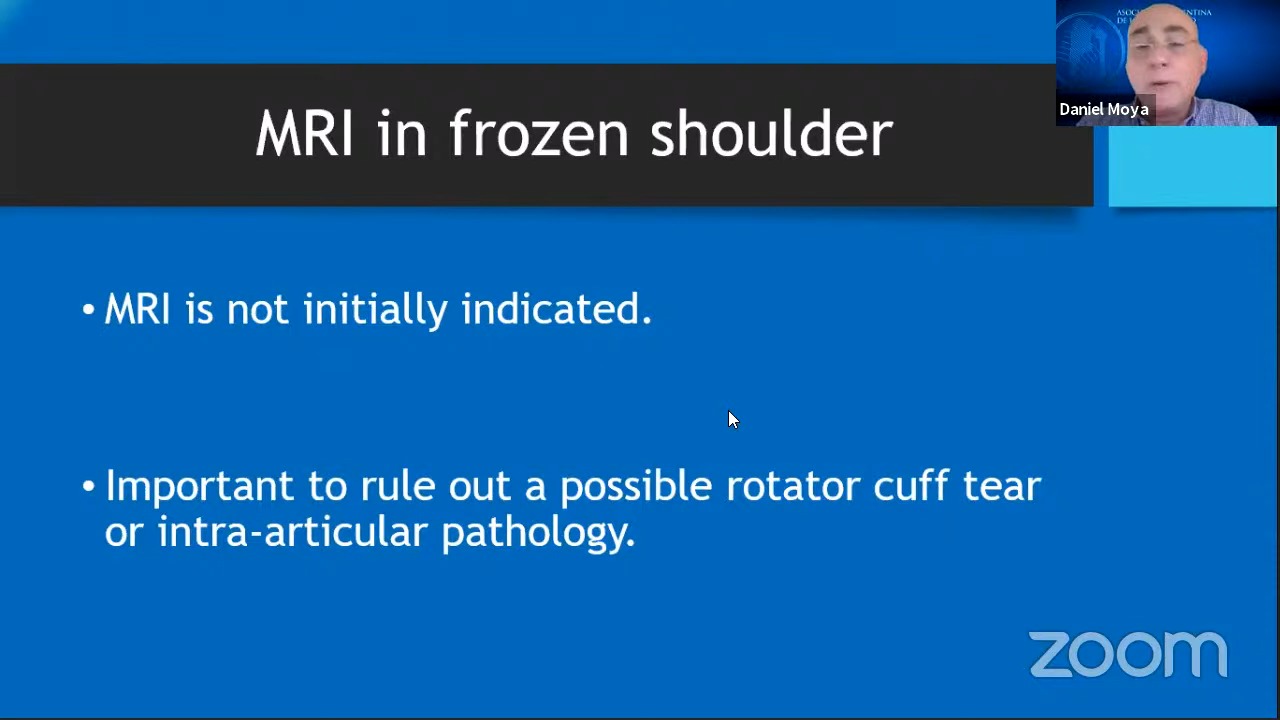 Daniel Moya
MRI in frozen shoulder
• MRI is not initially indicated.
• Important to rule out a possible rotator cuff tear
or intra-articular pathology.
zoom